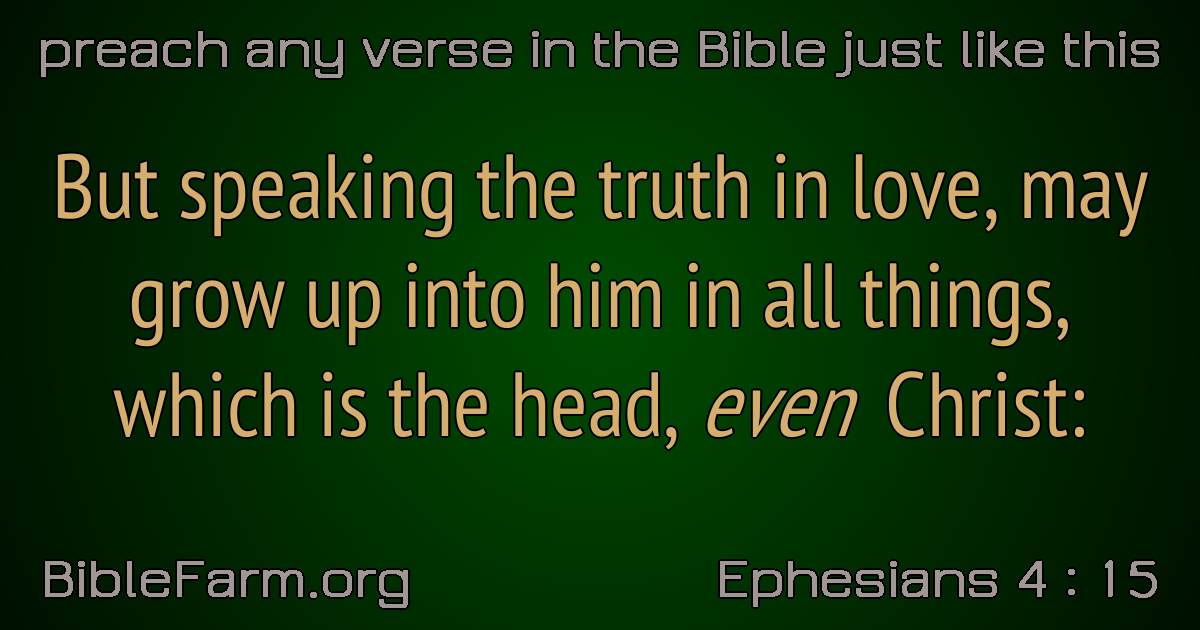 preach any verse in the Bible just like this
But speaking the truth in love, may
grow up into him in all things,
which is the head, even Christ:
BibleFarm.org
Ephesians 4 : 15